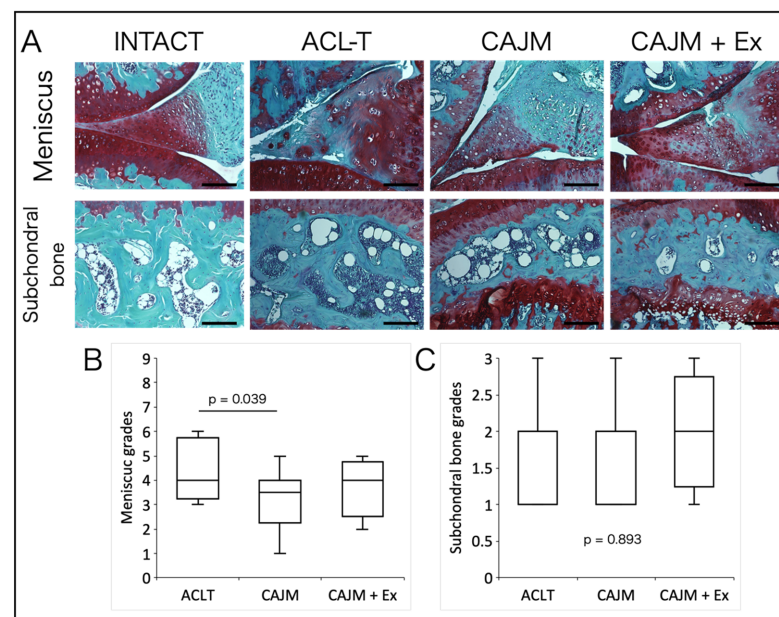 A
INTACT ACL-T CAJM CAJM + Ex
Meniscus
Subchondral
bone
B
Meniscuc grades
9
8
7
6
5
4
3
2
1
0
p = 0.039
ACLT CAJM CAJM + Ex
C
Subchondral bone grades
3
2.5
2
1.5
1
0.5
0
p = 0.893
ACLT CAJM CAJM + Ex